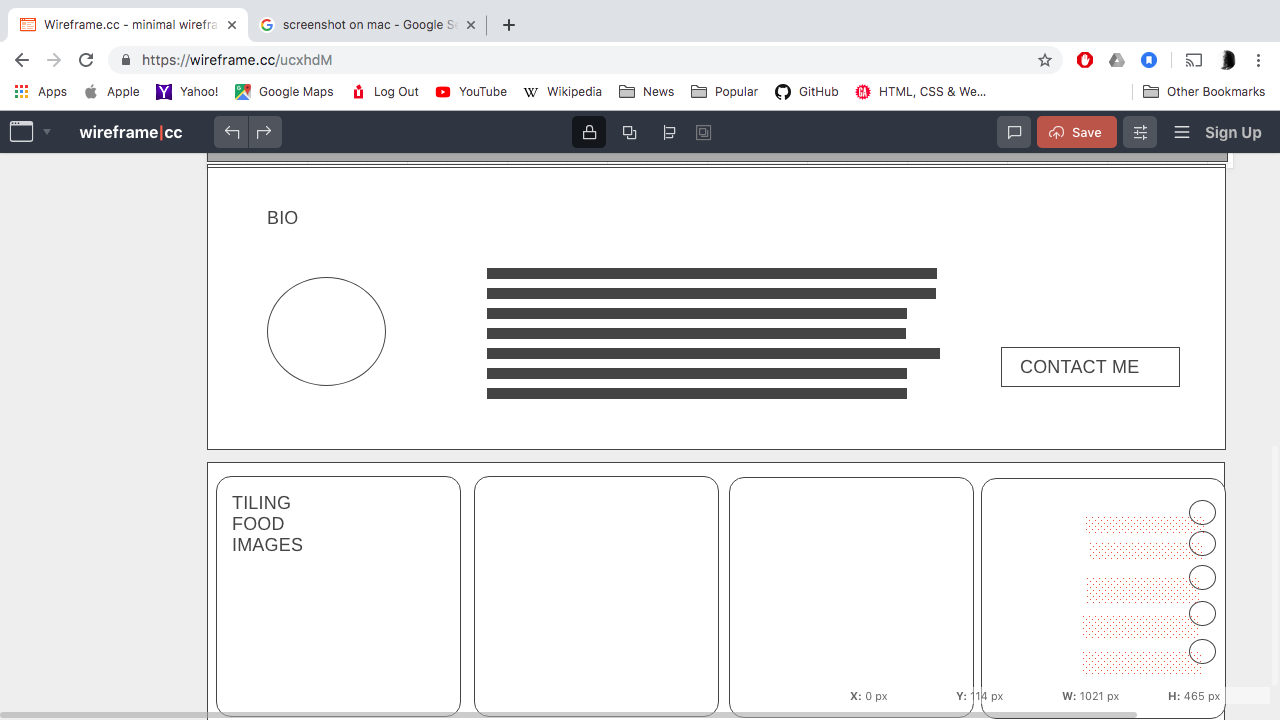 Wireframe.cc - minimal wirefra
screenshot on mac - Google Se
https://wireframe.cc/ucxhdM
Apps
Apple
Yahoo!
Google Maps
Log Out
YouTube
Wikipedia
News
Popular
GitHub
HTML, CSS & We...
Other Bookmarks
wireframe|cc
Save
Sign Up
BIO
CONTACT ME
TILING
FOOD
IMAGES
X: 0 px
Y: 114 px
W: 1021 px
H: 465 px